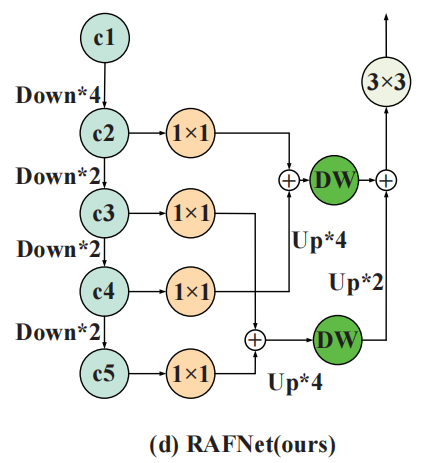 c1
3×3
Down*4
c2
1×1
DW
Down*2
c3
1×1
Up*4
Down*2
c4
1×1
Up*2
Down*2
DW
c5
1×1
Up*4
(d) RAFNet(ours)